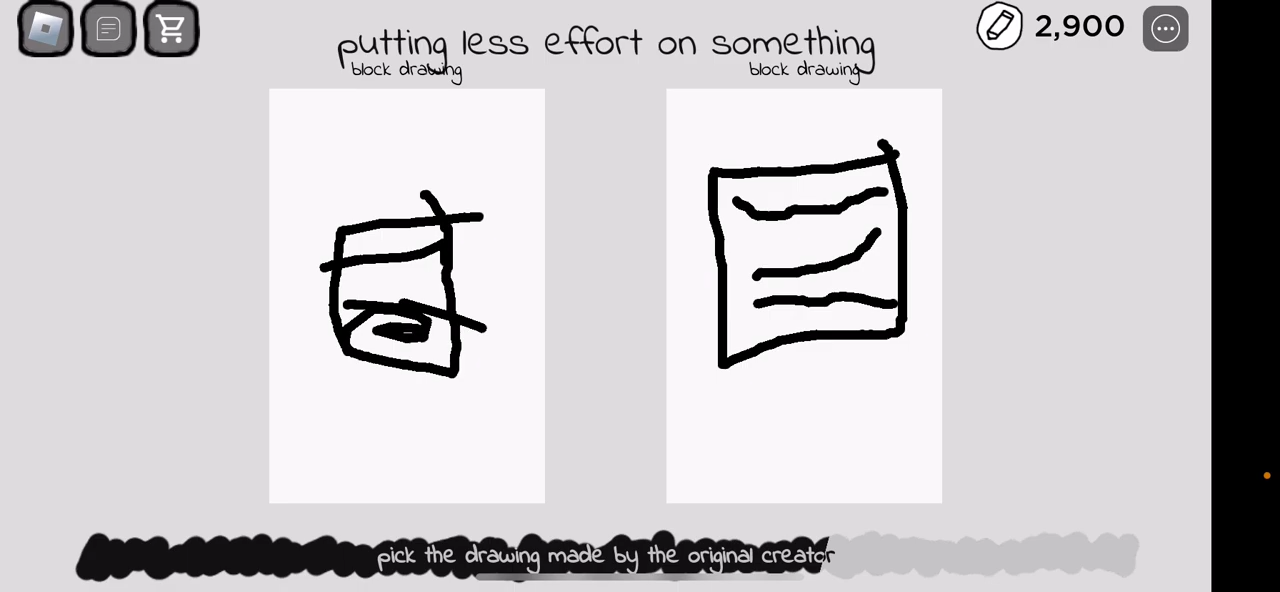 putting less effort on something
2,900
block drawing
block drawing
pick the drawing made by the original creator